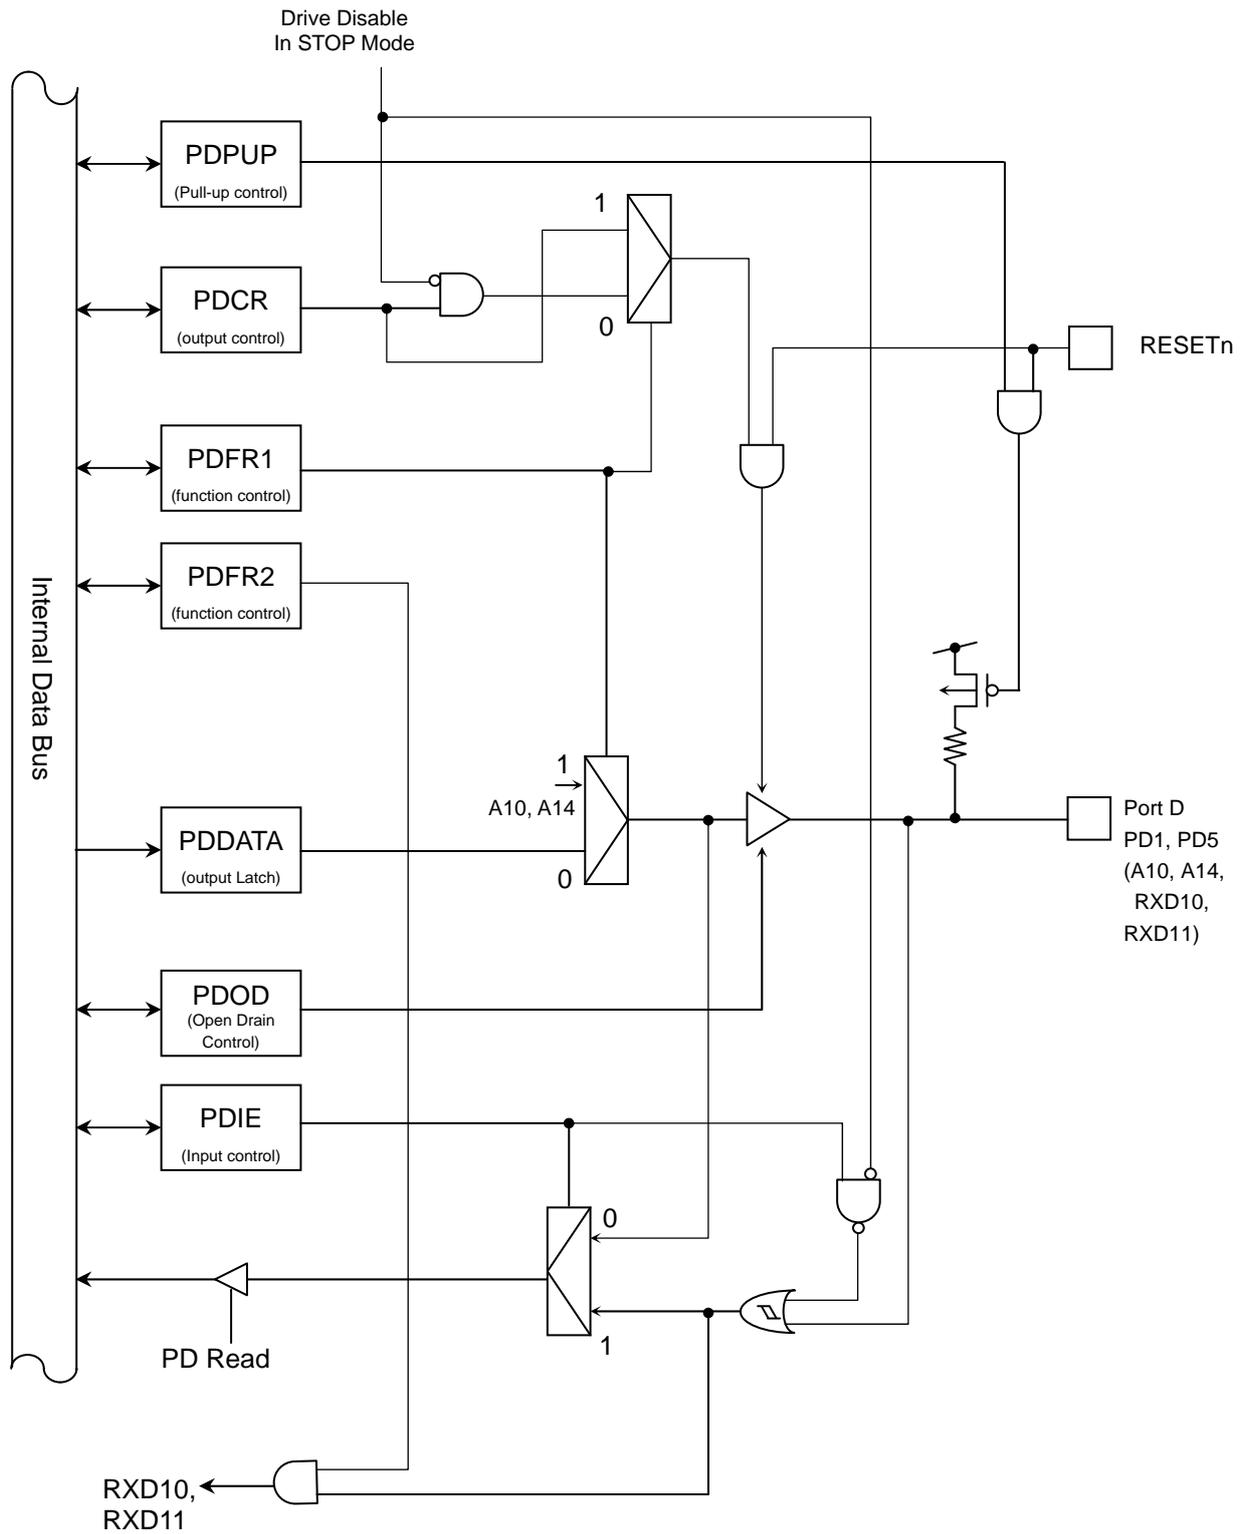 Drive Disable
In STOP Mode
PDPUP
(Pull-up control)
1
PDCR
(output control)
0
RESETn
PDFR1
(function control)
PDFR2
(function control)
Internal Data Bus
1
A10, A14
PDDATA
(output Latch)
0
Port D
PD1, PD5
(A10, A14,
RXD10,
RXD11)
PDOD
(Open Drain
Control)
PDIE
(Input control)
0
1
PD Read
RXD10,
RXD11